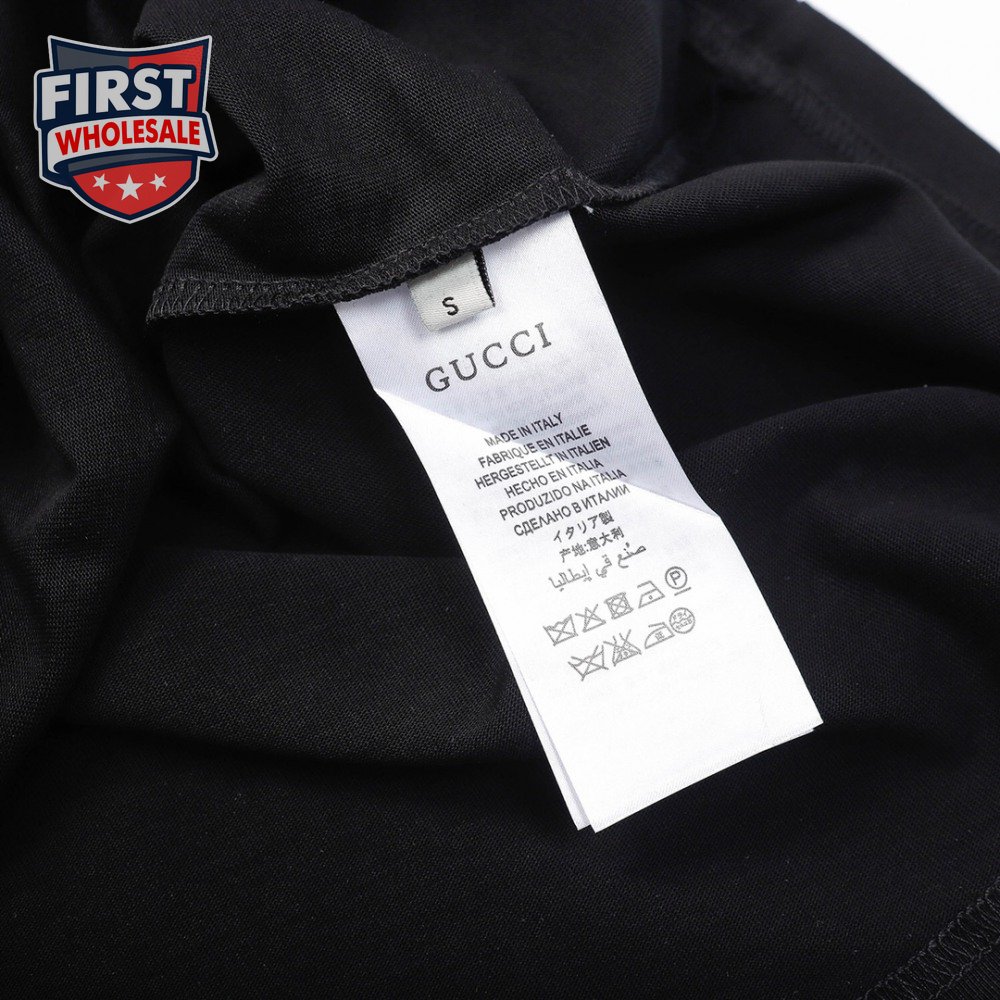 FIRST
WHOLESALE
S
GUCCI
MADE IN ITALY
FABRIQUE EN ITALIE
HERGESTELLT IN ITALIEN
HECHO EN ITALIA
PRODUZIDO NA ITALIA
СДЕЛАНО В ИТАЛИИ
イタリア製
产地:意大利
صنع في إيطاليا
P